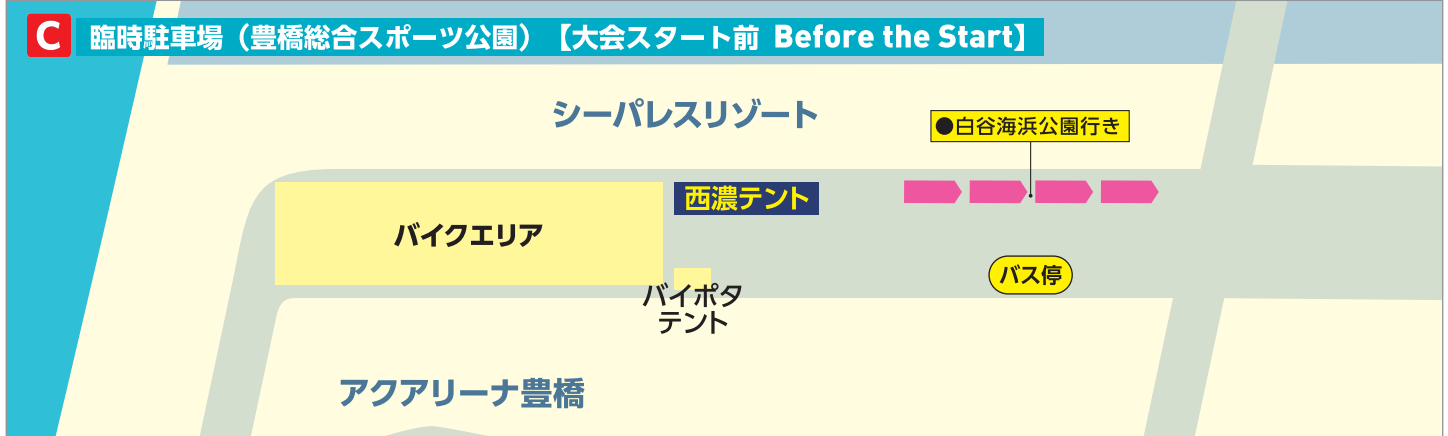 C 臨時駐車場（豊橋総合スポーツ公園）【大会スタート前 Before the Start】
シーパレスリゾート
●白谷海浜公園行き
西濃テント
バイクエリア
バス停
バイポタ
テント
アクアリーナ豊橋